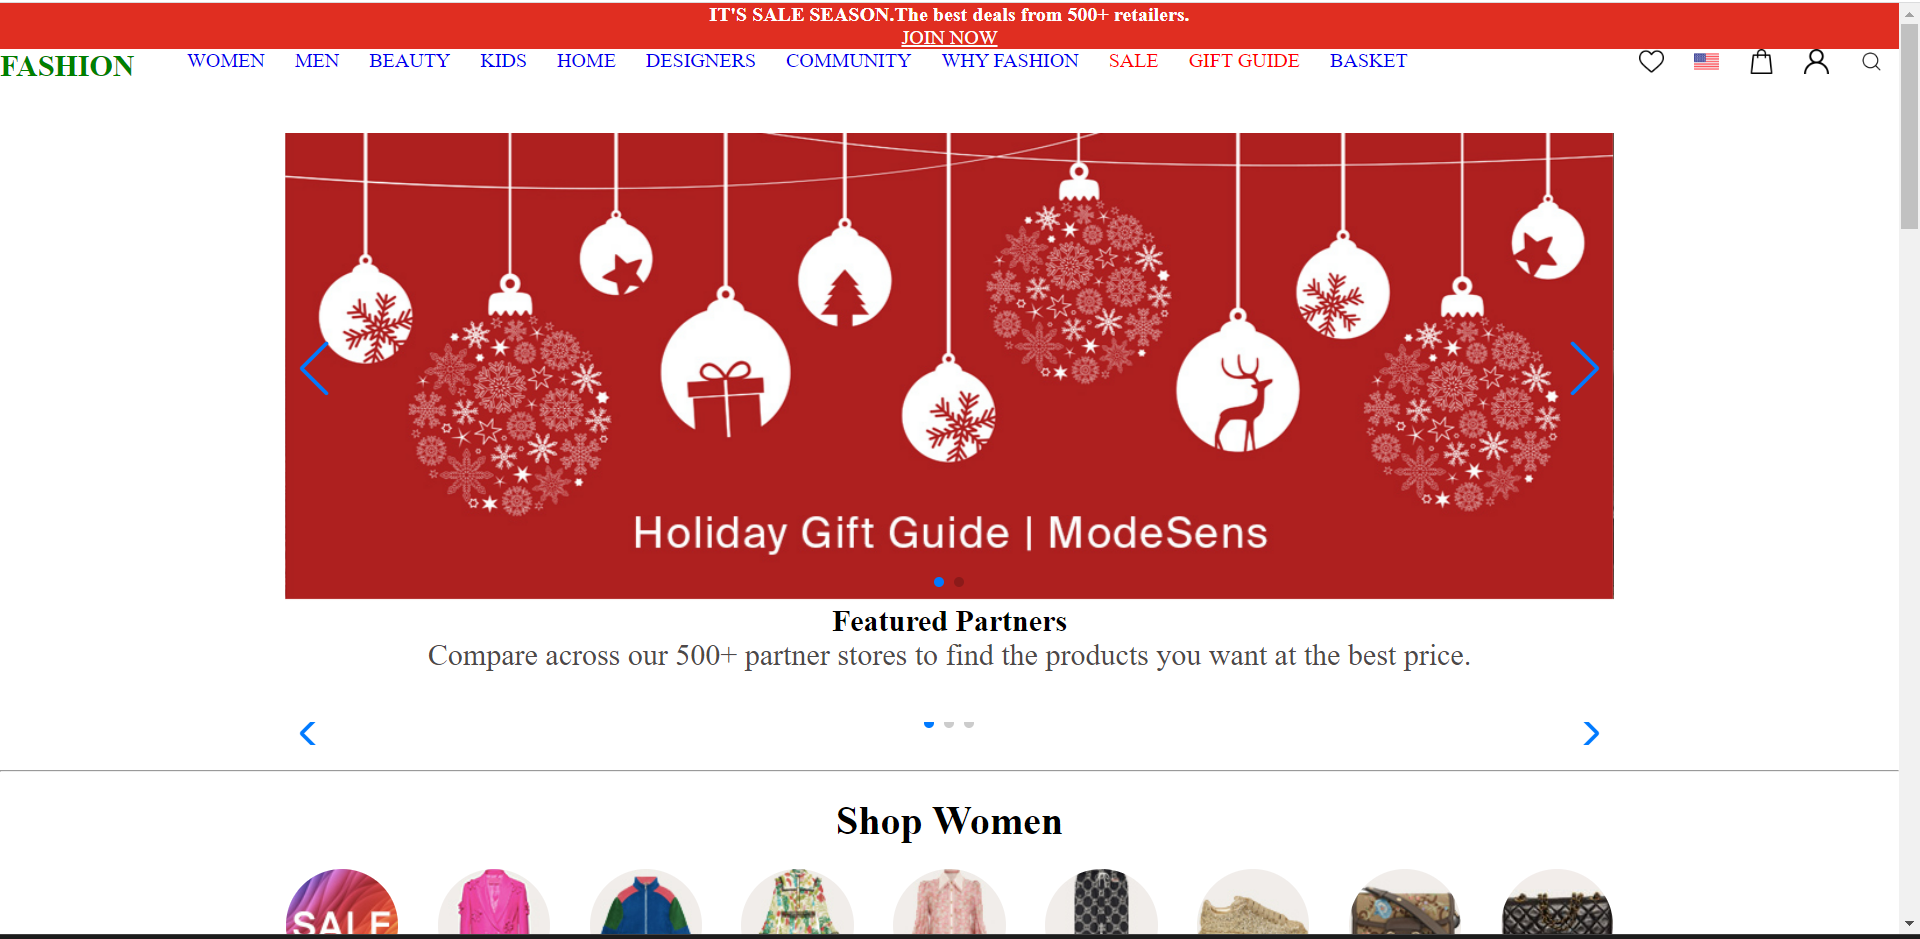 IT'S SALE SEASON.The best deals from 500+ retailers.
JOIN NOW
FASHION WOMEN MEN BEAUTY KIDS HOME DESIGNERS COMMUNITY WHY FASHION SALE GIFT GUIDE BASKET
Holiday Gift Guide | ModeSens
Featured Partners
Compare across our 500+ partner stores to find the products you want at the best price.
Shop Women
SALE